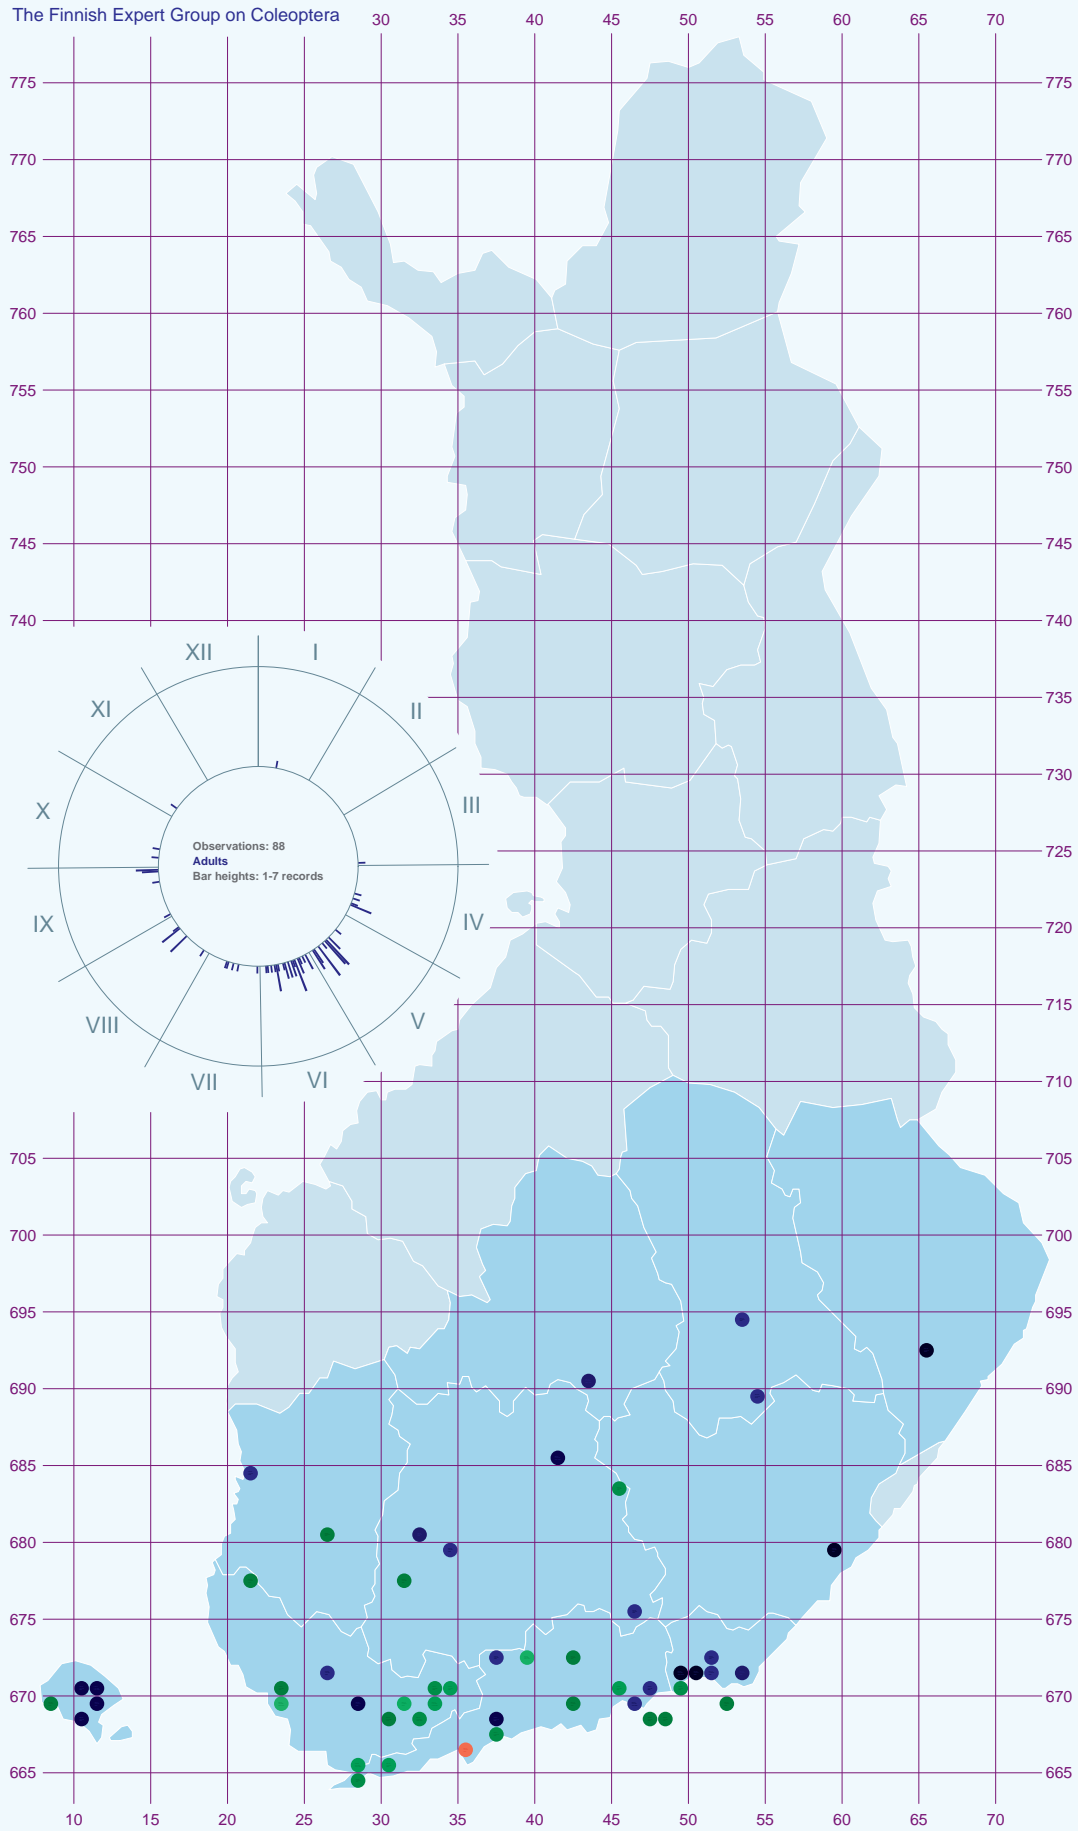 The Finnish Expert Group on Coleoptera 30 35 40 45 50 55 60 65 70
775 775
770 770
765 765
760 760
755 755
750 750
745 745
740 740
XII I
XI II
735
730
X III
Observations: 88
Adults
Bar heights: 1-7 records
725
IX IV
720
715
VIII V
VII VI
710
705 705
700 700
695 695
690 690
685 685
680 680
675 675
670 670
665 665
10 15 20 25 30 35 40 45 50 55 60 65 70